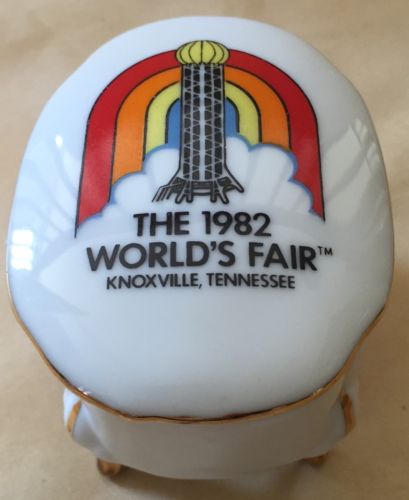 THE 1982
WORLD'S FAIR™
KNOXVILLE, TENNESSEE